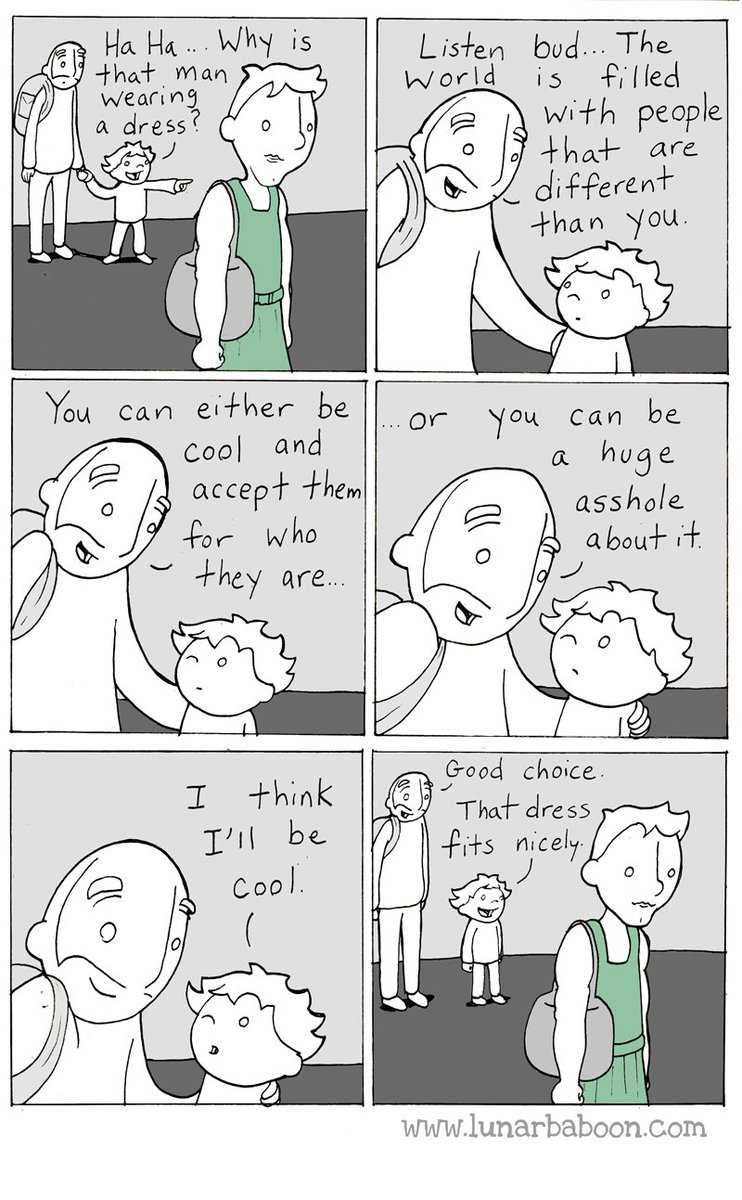 Ha Ha... Why is
that man
wearing
a dress?
Listen bud... The
world is filled
with people
that are
different
than you.
You can either be
cool and
accept them
for who
they are...
...or you can be
a huge
asshole
about it.
I think
I'll be
cool.
Good choice.
That dress
fits nicely.
www.lunarbaboon.com